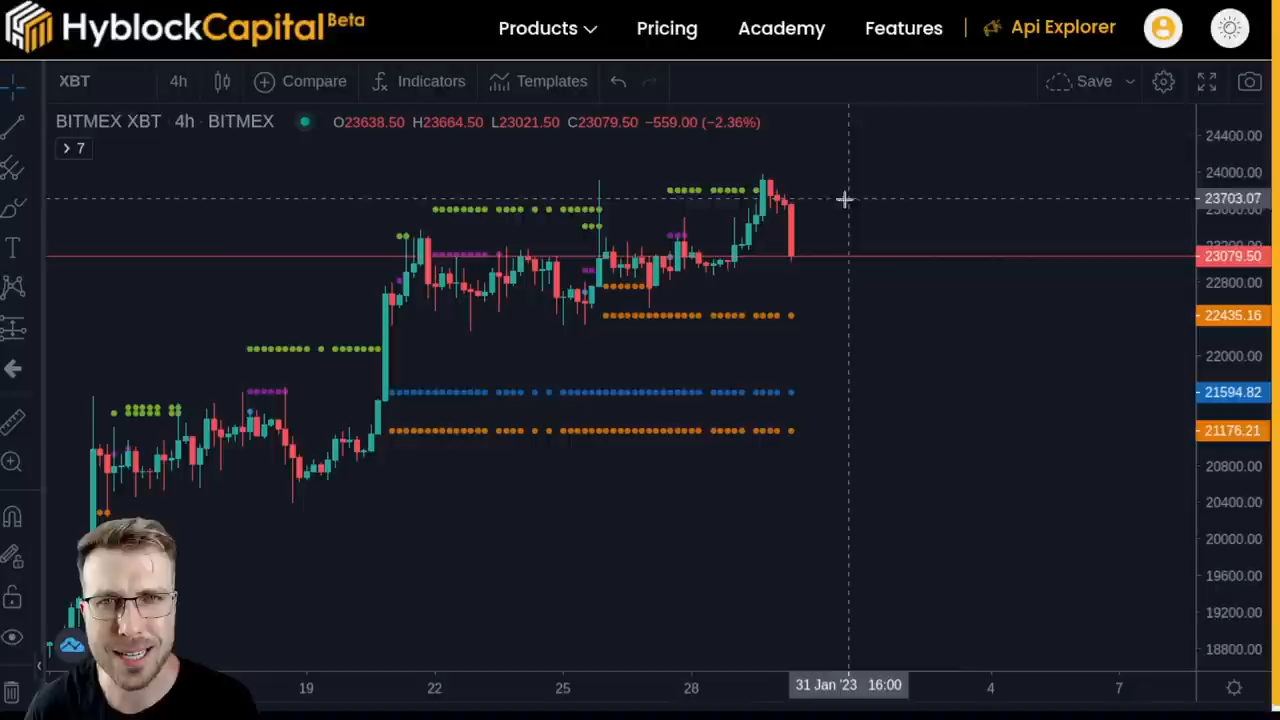 HyblockCapital Beta
Products
Pricing
Academy
Features
Api Explorer
XBT
4h
Compare
Indicators
Templates
Save
BITMEX XBT 4h · BITMEX
O23638.50 H23664.50 L23021.50 C23079.50 −559.00 (−2.36%)
7
24400.00
24000.00
23703.07
23079.50
22800.00
22435.16
22000.00
21594.82
21176.21
20800.00
20400.00
20000.00
19600.00
19200.00
18800.00
19
22
25
28
31 Jan '23 16:00
4
7